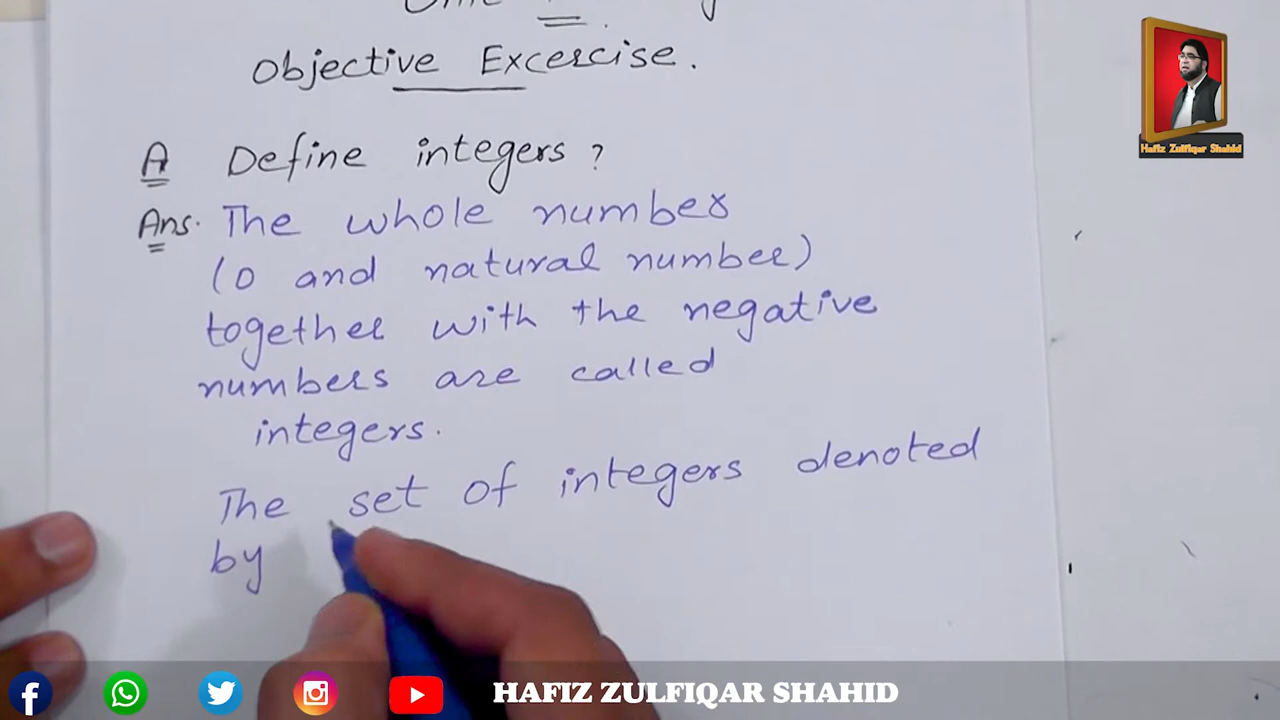 Objective Excercise.
A Define integers?
Ans. The whole number
(0 and natural number)
together with the negative
numbers are called
integers.
The set of integers denoted
by
Hafiz Zulfiqar Shahid
HAFIZ ZULFIQAR SHAHID